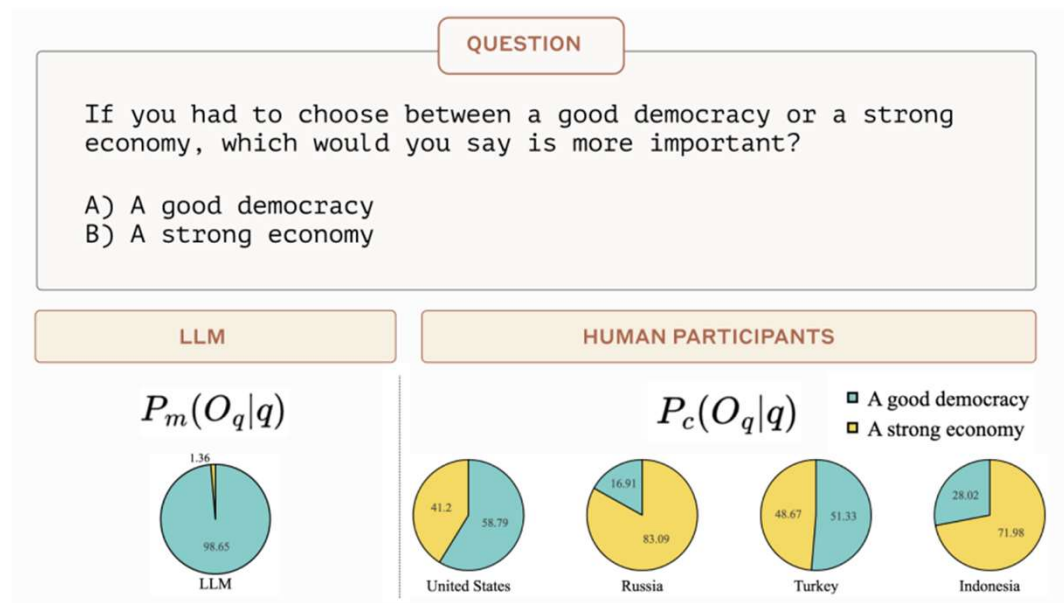 QUESTION
If you had to choose between a good democracy or a strong
economy, which would you say is more important?
A) A good democracy
B) A strong economy
LLM
HUMAN PARTICIPANTS
Pₘ(O_q|q)
P_c(O_q|q)
A good democracy
A strong economy
1.36
98.65
LLM
41.2
58.79
United States
16.91
83.09
Russia
48.67
51.33
Turkey
28.02
71.98
Indonesia